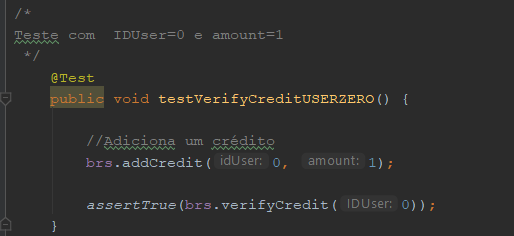 /*
Teste com  IDUser=0 e amount=1
*/
@Test
public void testVerifyCreditUSERZERO() {
//Adiciona um crédito
brs.addCredit( idUser: 0,  amount: 1);
assertTrue(brs.verifyCredit( IDUser: 0));
}